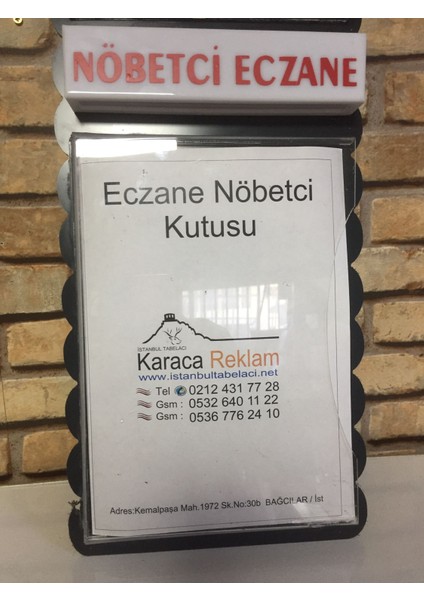 NÖBETCİ ECZANE
Eczane Nöbetci
Kutusu
İSTANBUL TABELACI
Karaca Reklam
www.istanbultabelaci.net
Tel 0212 431 77 28
Gsm : 0532 640 11 22
Gsm : 0536 776 24 10
Adres:Kemalpaşa Mah.1972 Sk.No:30b BAĞCILAR / İst